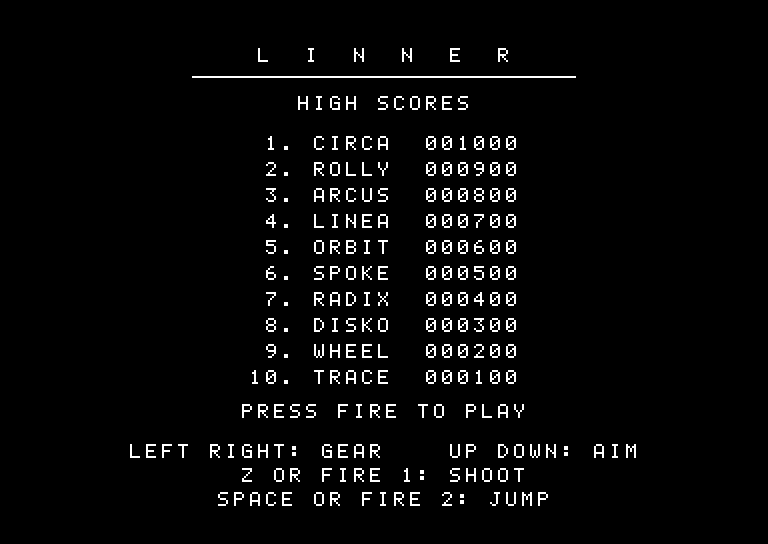 L I N N E R
HIGH SCORES
1. CIRCA 001000
2. ROLLY 000900
3. ARCUS 000800
4. LINEA 000700
5. ORBIT 000600
6. SPOKE 000500
7. RADIX 000400
8. DISKO 000300
9. WHEEL 000200
10. TRACE 000100
PRESS FIRE TO PLAY
LEFT RIGHT: GEAR UP DOWN: AIM
Z OR FIRE 1: SHOOT
SPACE OR FIRE 2: JUMP